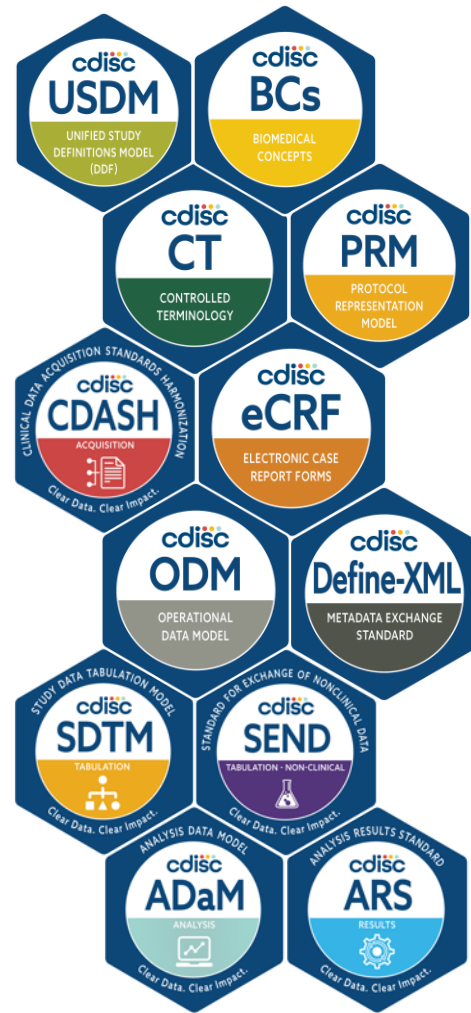 cdisc
USDM
UNIFIED STUDY
DEFINITIONS MODEL
(DDF)
cdisc
BCs
BIOMEDICAL
CONCEPTS
cdisc
CT
CONTROLLED
TERMINOLOGY
cdisc
PRM
PROTOCOL
REPRESENTATION
MODEL
CLINICAL DATA ACQUISITION STANDARDS HARMONIZATION
cdisc
CDASH
ACQUISITION
Clear Data. Clear Impact.
cdisc
eCRF
ELECTRONIC CASE
REPORT FORMS
cdisc
ODM
OPERATIONAL
DATA MODEL
cdisc
Define-XML
METADATA EXCHANGE
STANDARD
STUDY DATA TABULATION MODEL
cdisc
SDTM
TABULATION
Clear Data. Clear Impact.
STANDARD FOR EXCHANGE OF NONCLINICAL DATA
cdisc
SEND
TABULATION - NON-CLINICAL
Clear Data. Clear Impact.
ANALYSIS DATA MODEL
cdisc
ADaM
ANALYSIS
Clear Data. Clear Impact.
ANALYSIS RESULTS STANDARD
cdisc
ARS
RESULTS
Clear Data. Clear Impact.